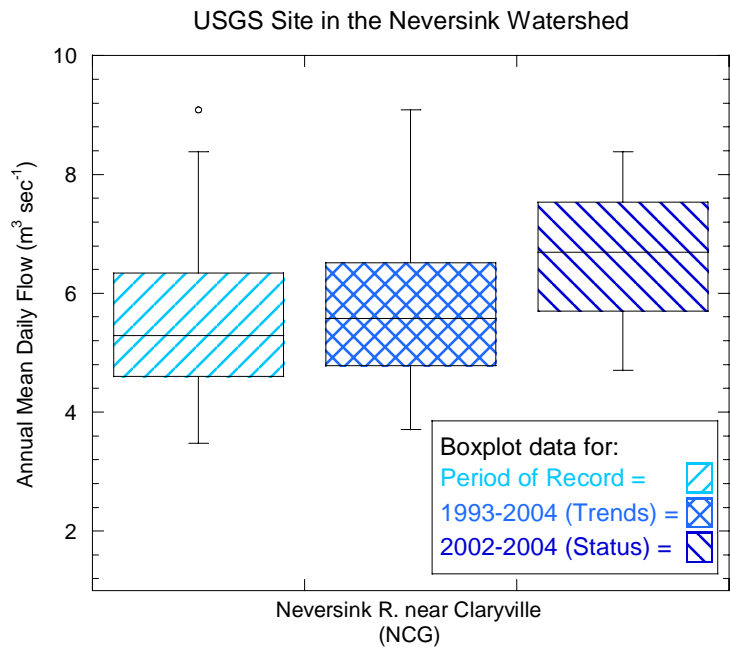 USGS Site in the Neversink Watershed
Annual Mean Daily Flow (m³ sec⁻¹)
10
8
6
4
2
Boxplot data for:
Period of Record =
1993-2004 (Trends) =
2002-2004 (Status) =
Neversink R. near Claryville
(NCG)